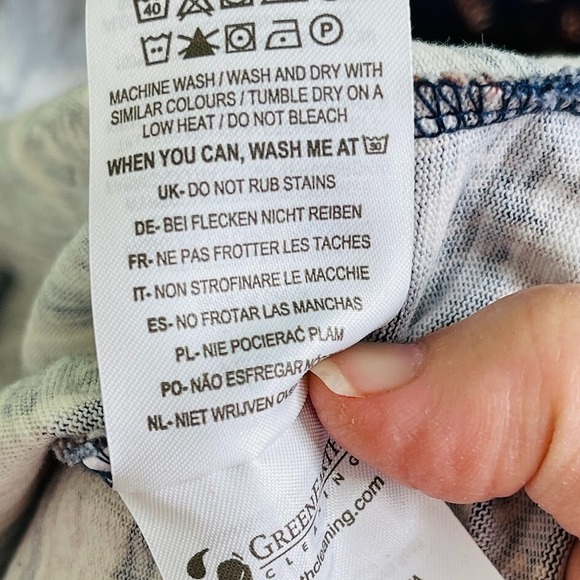 40
P
MACHINE WASH / WASH AND DRY WITH
SIMILAR COLOURS / TUMBLE DRY ON A
LOW HEAT / DO NOT BLEACH
WHEN YOU CAN, WASH ME AT 30
UK- DO NOT RUB STAINS
DE- BEI FLECKEN NICHT REIBEN
FR- NE PAS FROTTER LES TACHES
IT- NON STROFINARE LE MACCHIE
ES- NO FROTAR LAS MANCHAS
PL- NIE POCIERAĆ PLAM
PO- NÃO ESFREGAR
NL- NIET WRIJVEN